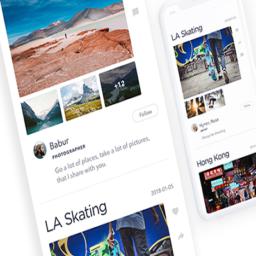 +12
Babur
PHOTOGRAPHER
Follow
Go a lot of places, take a lot of pictures,
that I share with you.
2019-01-05
LA Skating
LA Skating
Hong Kong